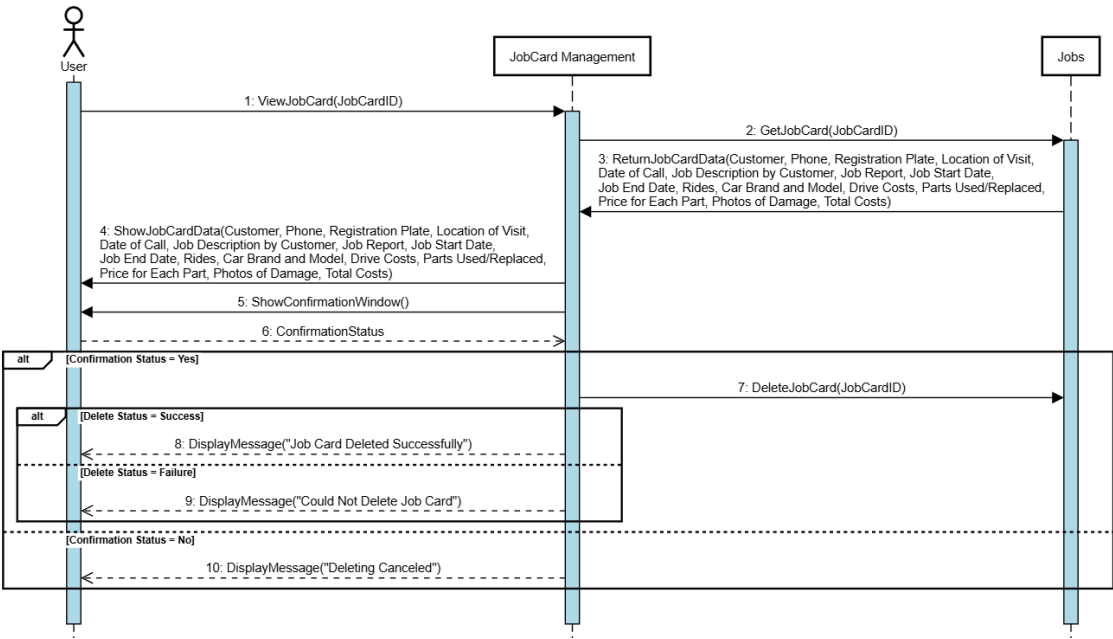 User
JobCard Management
Jobs
1: ViewJobCard(JobCardID)
2: GetJobCard(JobCardID)
3: ReturnJobCardData(Customer, Phone, Registration Plate, Location of Visit,
Date of Call, Job Description by Customer, Job Report, Job Start Date,
Job End Date, Rides, Car Brand and Model, Drive Costs, Parts Used/Replaced,
Price for Each Part, Photos of Damage, Total Costs)
4: ShowJobCardData(Customer, Phone, Registration Plate, Location of Visit,
Date of Call, Job Description by Customer, Job Report, Job Start Date,
Job End Date, Rides, Car Brand and Model, Drive Costs, Parts Used/Replaced,
Price for Each Part, Photos of Damage, Total Costs)
5: ShowConfirmationWindow()
6: ConfirmationStatus
alt [Confirmation Status = Yes]
7: DeleteJobCard(JobCardID)
alt [Delete Status = Success]
8: DisplayMessage("Job Card Deleted Successfully")
[Delete Status = Failure]
9: DisplayMessage("Could Not Delete Job Card")
[Confirmation Status = No]
10: DisplayMessage("Deleting Canceled")